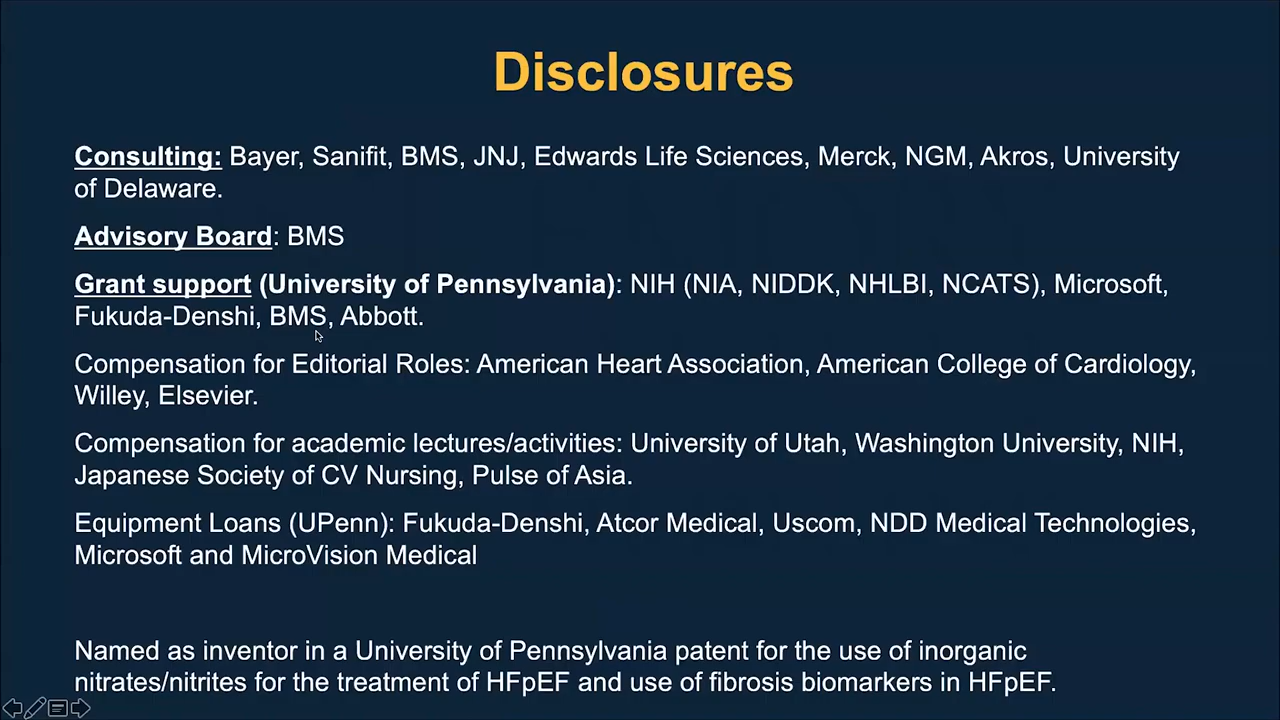 Disclosures
Consulting: Bayer, Sanifit, BMS, JNJ, Edwards Life Sciences, Merck, NGM, Akros, University
of Delaware.
Advisory Board: BMS
Grant support (University of Pennsylvania): NIH (NIA, NIDDK, NHLBI, NCATS), Microsoft,
Fukuda-Denshi, BMS, Abbott.
Compensation for Editorial Roles: American Heart Association, American College of Cardiology,
Willey, Elsevier.
Compensation for academic lectures/activities: University of Utah, Washington University, NIH,
Japanese Society of CV Nursing, Pulse of Asia.
Equipment Loans (UPenn): Fukuda-Denshi, Atcor Medical, Uscom, NDD Medical Technologies,
Microsoft and MicroVision Medical
Named as inventor in a University of Pennsylvania patent for the use of inorganic
nitrates/nitrites for the treatment of HFpEF and use of fibrosis biomarkers in HFpEF.